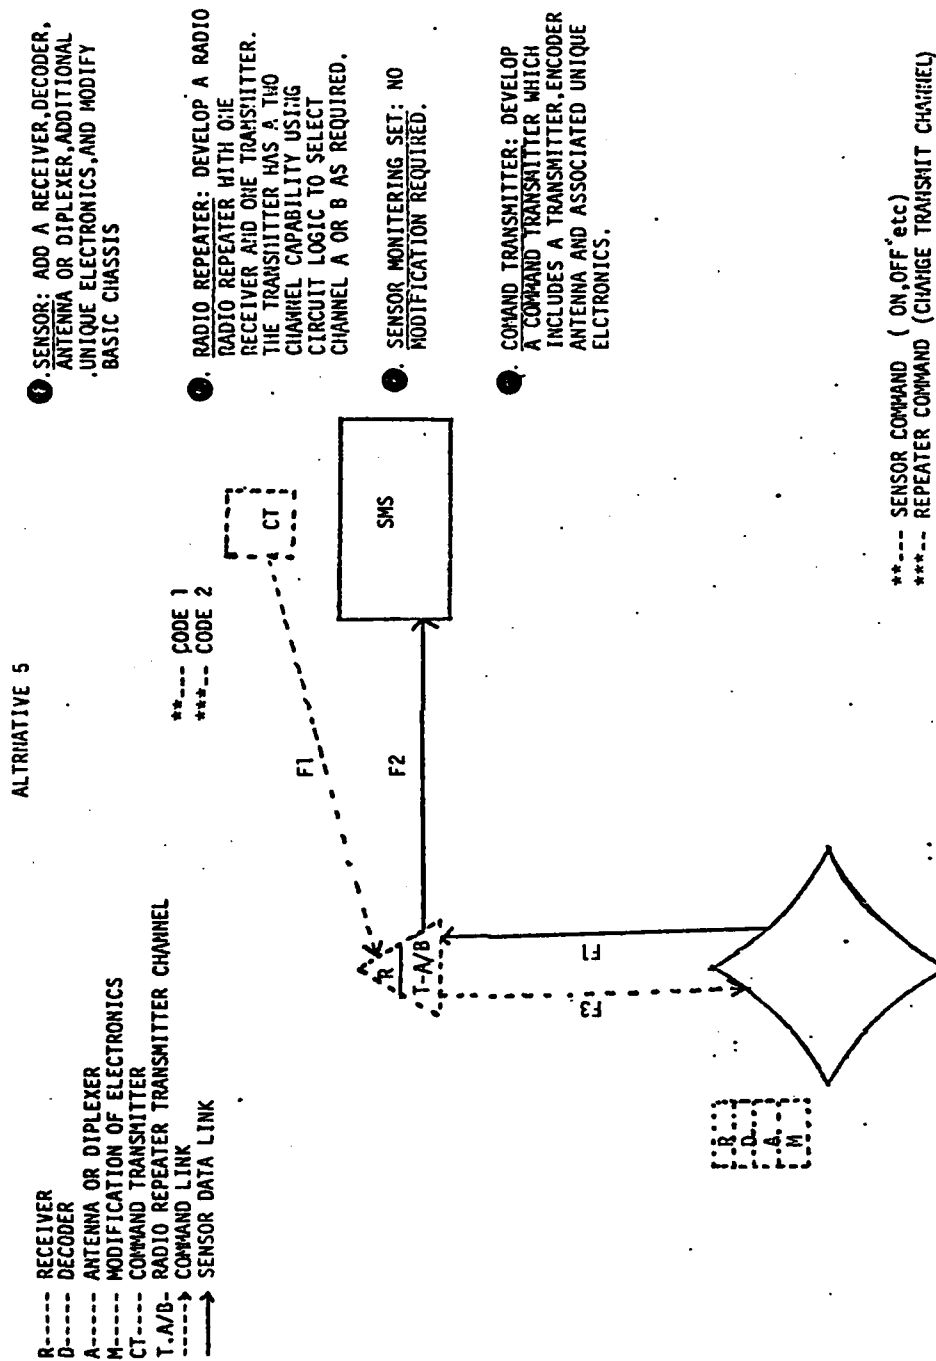 ALTRNATIVE 5
R----- RECEIVER
D----- DECODER
A----- ANTENNA OR DIPLEXER
M----- MODIFICATION OF ELECTRONICS
CT---- COMMAND TRANSMITTER
T.A/B- RADIO REPEATER TRANSMITTER CHANNEL
-----> COMMAND LINK
SENSOR DATA LINK
**--- CODE 1
***-- CODE 2
CT
F1
SMS
F2
R
T-A/B
F1
F3
R
D
A
M
SENSOR: ADD A RECEIVER,DECODER,
ANTENNA OR DIPLEXER,ADDITIONAL
.UNIQUE ELECTRONICS,AND MODIFY
BASIC CHASSIS
RADIO REPEATER: DEVELOP A RADIO
RADIO REPEATER WITH ONE
RECEIVER AND ONE TRANSMITTER.
THE TRANSMITTER HAS A TWO
CHANNEL CAPABILITY USING
CIRCUIT LOGIC TO SELECT
CHANNEL A OR B AS REQUIRED.
SENSOR MONITERING SET: NO
MODIFICATION REQUIRED.
COMAND TRANSMITTER: DEVELOP
A COMMAND TRANSMITTER WHICH
INCLUDES A TRANSMITTER,ENCODER
ANTENNA AND ASSOCIATED UNIQUE
ELCTRONICS.
**--- SENSOR COMMAND ( ON,OFF etc)
***-- REPEATER COMMAND (CHANGE TRANSMIT CHANNEL)